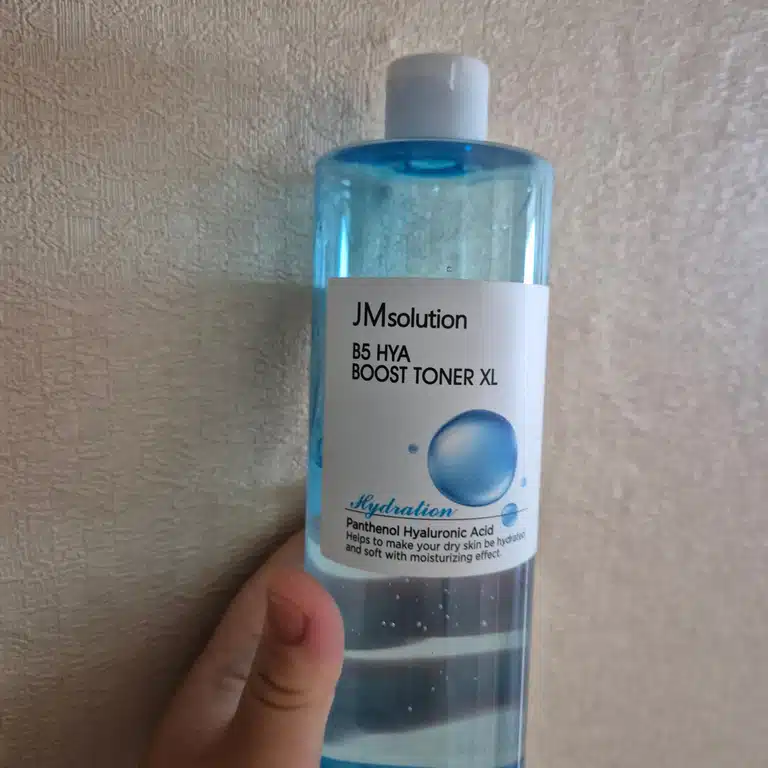 JMsolution
B5 HYA
BOOST TONER XL
Hydration
Panthenol Hyaluronic Acid
Helps to make your dry skin be hydrated
and soft with moisturizing effect.